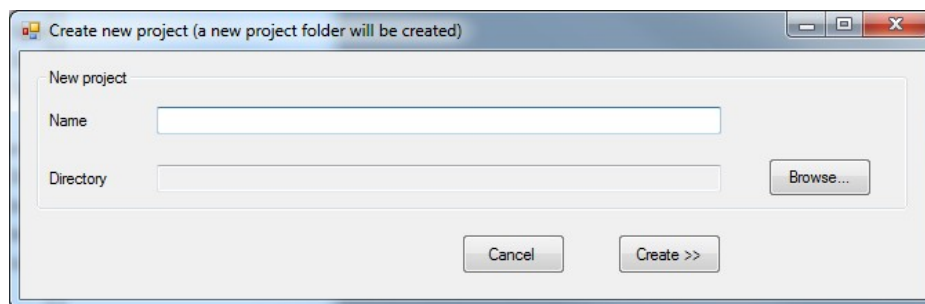 Create new project (a new project folder will be created)
New project
Name
Directory
Browse...
Cancel
Create >>